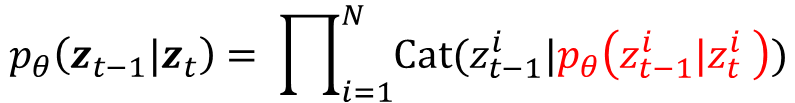 p_θ(𝒛_{t−1}|𝒛_t) = ∏_{i=1}^{N} Cat(z_{t−1}^{i}|p_θ(z_{t−1}^{i}|z_t^{i}))